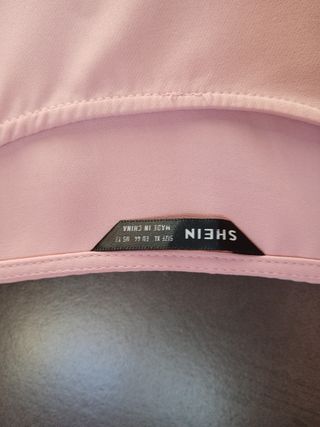 SHEIN
SIZE XL EU 44 US 12
MADE IN CHINA